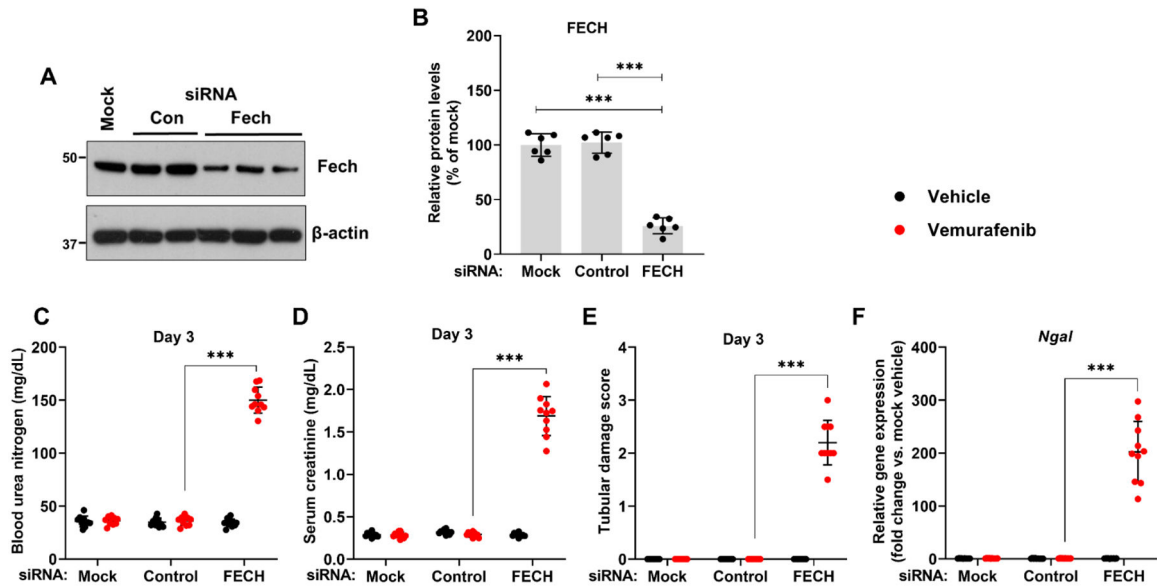 A
siRNA
Mock
Con
Fech
50
Fech
37
β-actin
B
FECH
***
***
Relative protein levels
(% of mock)
200
150
100
50
0
siRNA: Mock Control FECH
Vehicle
Vemurafenib
C
Day 3
***
Blood urea nitrogen (mg/dL)
200
150
100
50
0
siRNA: Mock Control FECH
D
Day 3
***
Serum creatinine (mg/dL)
2.5
2.0
1.5
1.0
0.5
0.0
siRNA: Mock Control FECH
E
Day 3
***
Tubular damage score
4
3
2
1
0
siRNA: Mock Control FECH
F
Ngal
***
Relative gene expression
(fold change vs. mock vehicle)
400
300
200
100
0
siRNA: Mock Control FECH